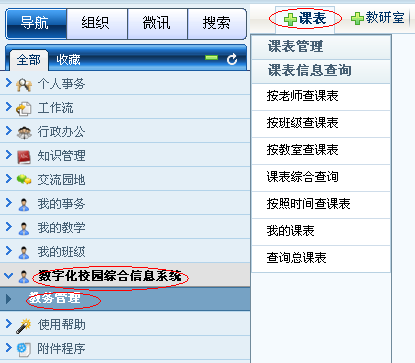 导航 组织 微讯 搜索
全部 收藏
个人事务
工作流
行政办公
知识管理
交流园地
我的事务
我的教学
我的班级
数字化校园综合信息系统
教务管理
使用帮助
附件程序
课表 教研室
课表管理
课表信息查询
按老师查课表
按班级查课表
按教室查课表
课表综合查询
按照时间查课表
我的课表
查询总课表